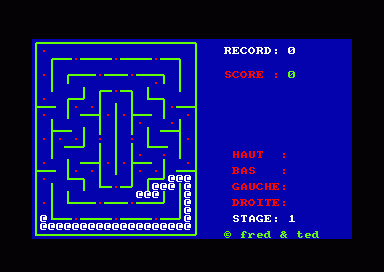 RECORD: 0
SCORE : 0
HAUT :
BAS :
GAUCHE:
DROITE:
STAGE: 1
© fred & ted